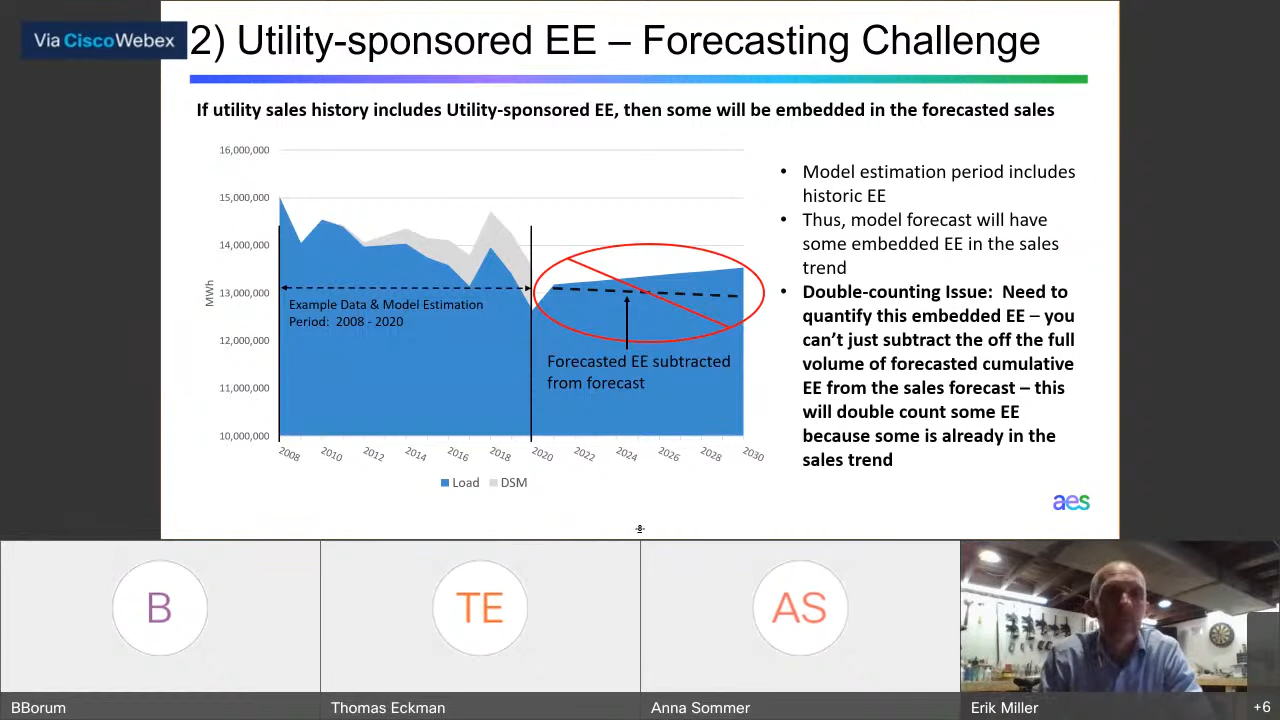 Via Cisco Webex
2) Utility-sponsored EE – Forecasting Challenge
If utility sales history includes Utility-sponsored EE, then some will be embedded in the forecasted sales
16,000,000
15,000,000
14,000,000
13,000,000
12,000,000
11,000,000
10,000,000
MWh
Example Data & Model Estimation
Period: 2008 - 2020
Forecasted EE subtracted
from forecast
2008
2010
2012
2014
2016
2018
2020
2022
2024
2026
2028
2030
Load
DSM
• Model estimation period includes
historic EE
• Thus, model forecast will have
some embedded EE in the sales
trend
• Double-counting Issue: Need to
quantify this embedded EE – you
can’t just subtract the off the full
volume of forecasted cumulative
EE from the sales forecast – this
will double count some EE
because some is already in the
sales trend
aes
-8-
B
TE
AS
BBorum
Thomas Eckman
Anna Sommer
Erik Miller
+6